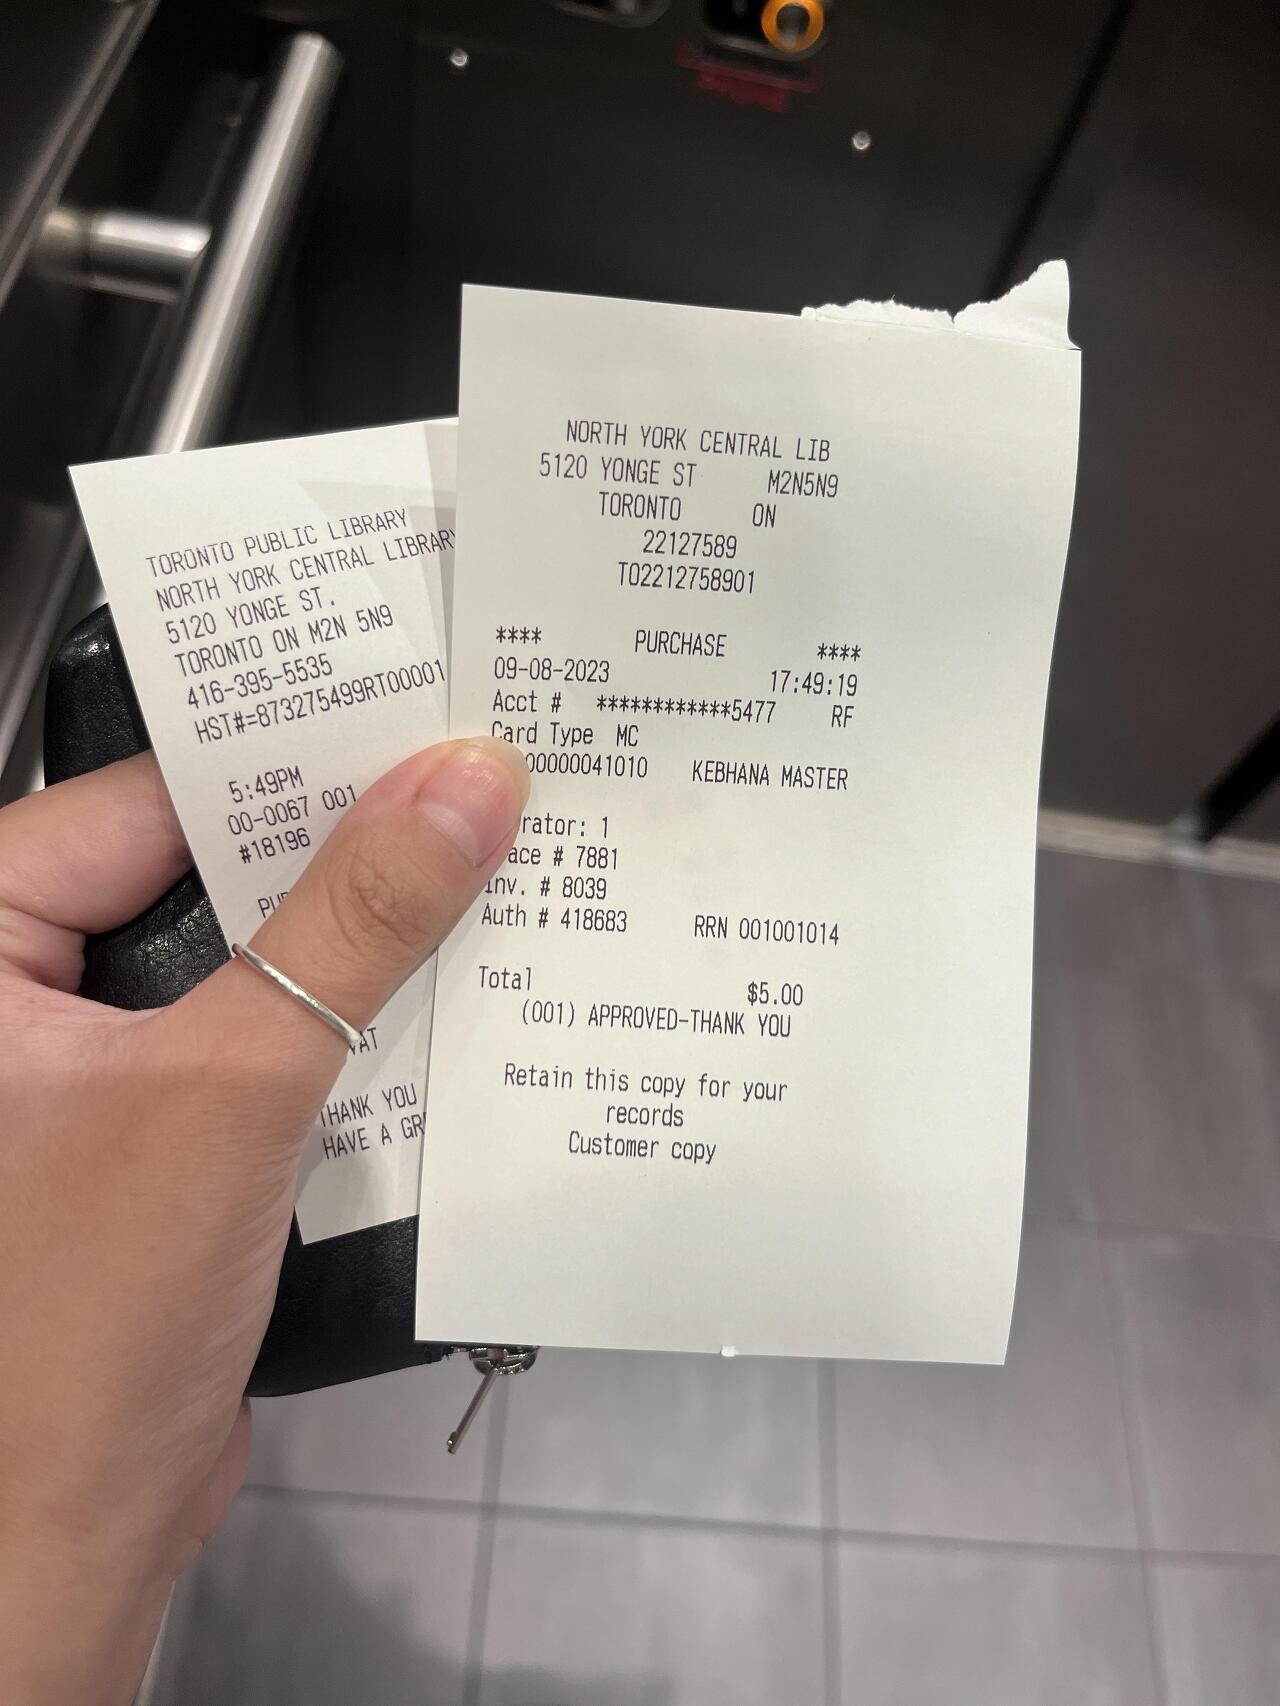 TORONTO PUBLIC LIBRARY
NORTH YORK CENTRAL LIBRARY
5120 YONGE ST.
TORONTO ON M2N 5N9
416-395-5535
HST#=873275499RT00001
5:49PM
00-0067 001
#18196
VAT
THANK YOU
HAVE A
NORTH YORK CENTRAL LIB
5120 YONGE ST M2N5N9
TORONTO ON
22127589
T02212758901
**** PURCHASE ****
09-08-2023 17:49:19
Acct # ************5477 RF
Card Type MC
00000041010 KEBHANA MASTER
: 1
# 7881
Inv. # 8039
Auth # 418683 RRN 001001014
Total $5.00
(001) APPROVED-THANK YOU
Retain this copy for your
records
Customer copy